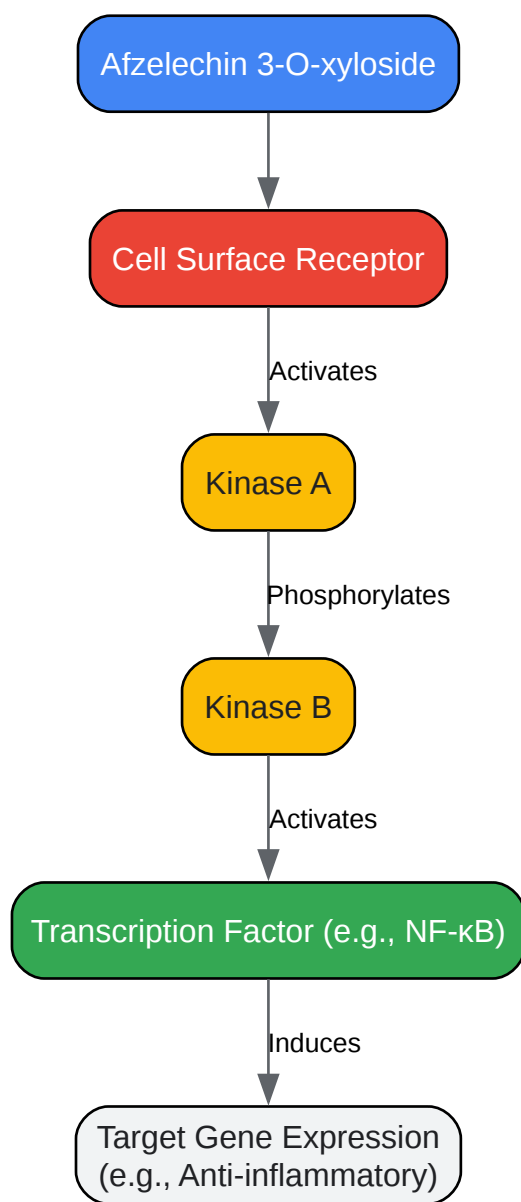 Afzelechin 3-O-xyloside
Cell Surface Receptor
Activates
Kinase A
Phosphorylates
Kinase B
Activates
Transcription Factor (e.g., NF-κB)
Induces
Target Gene Expression
(e.g., Anti-inflammatory)